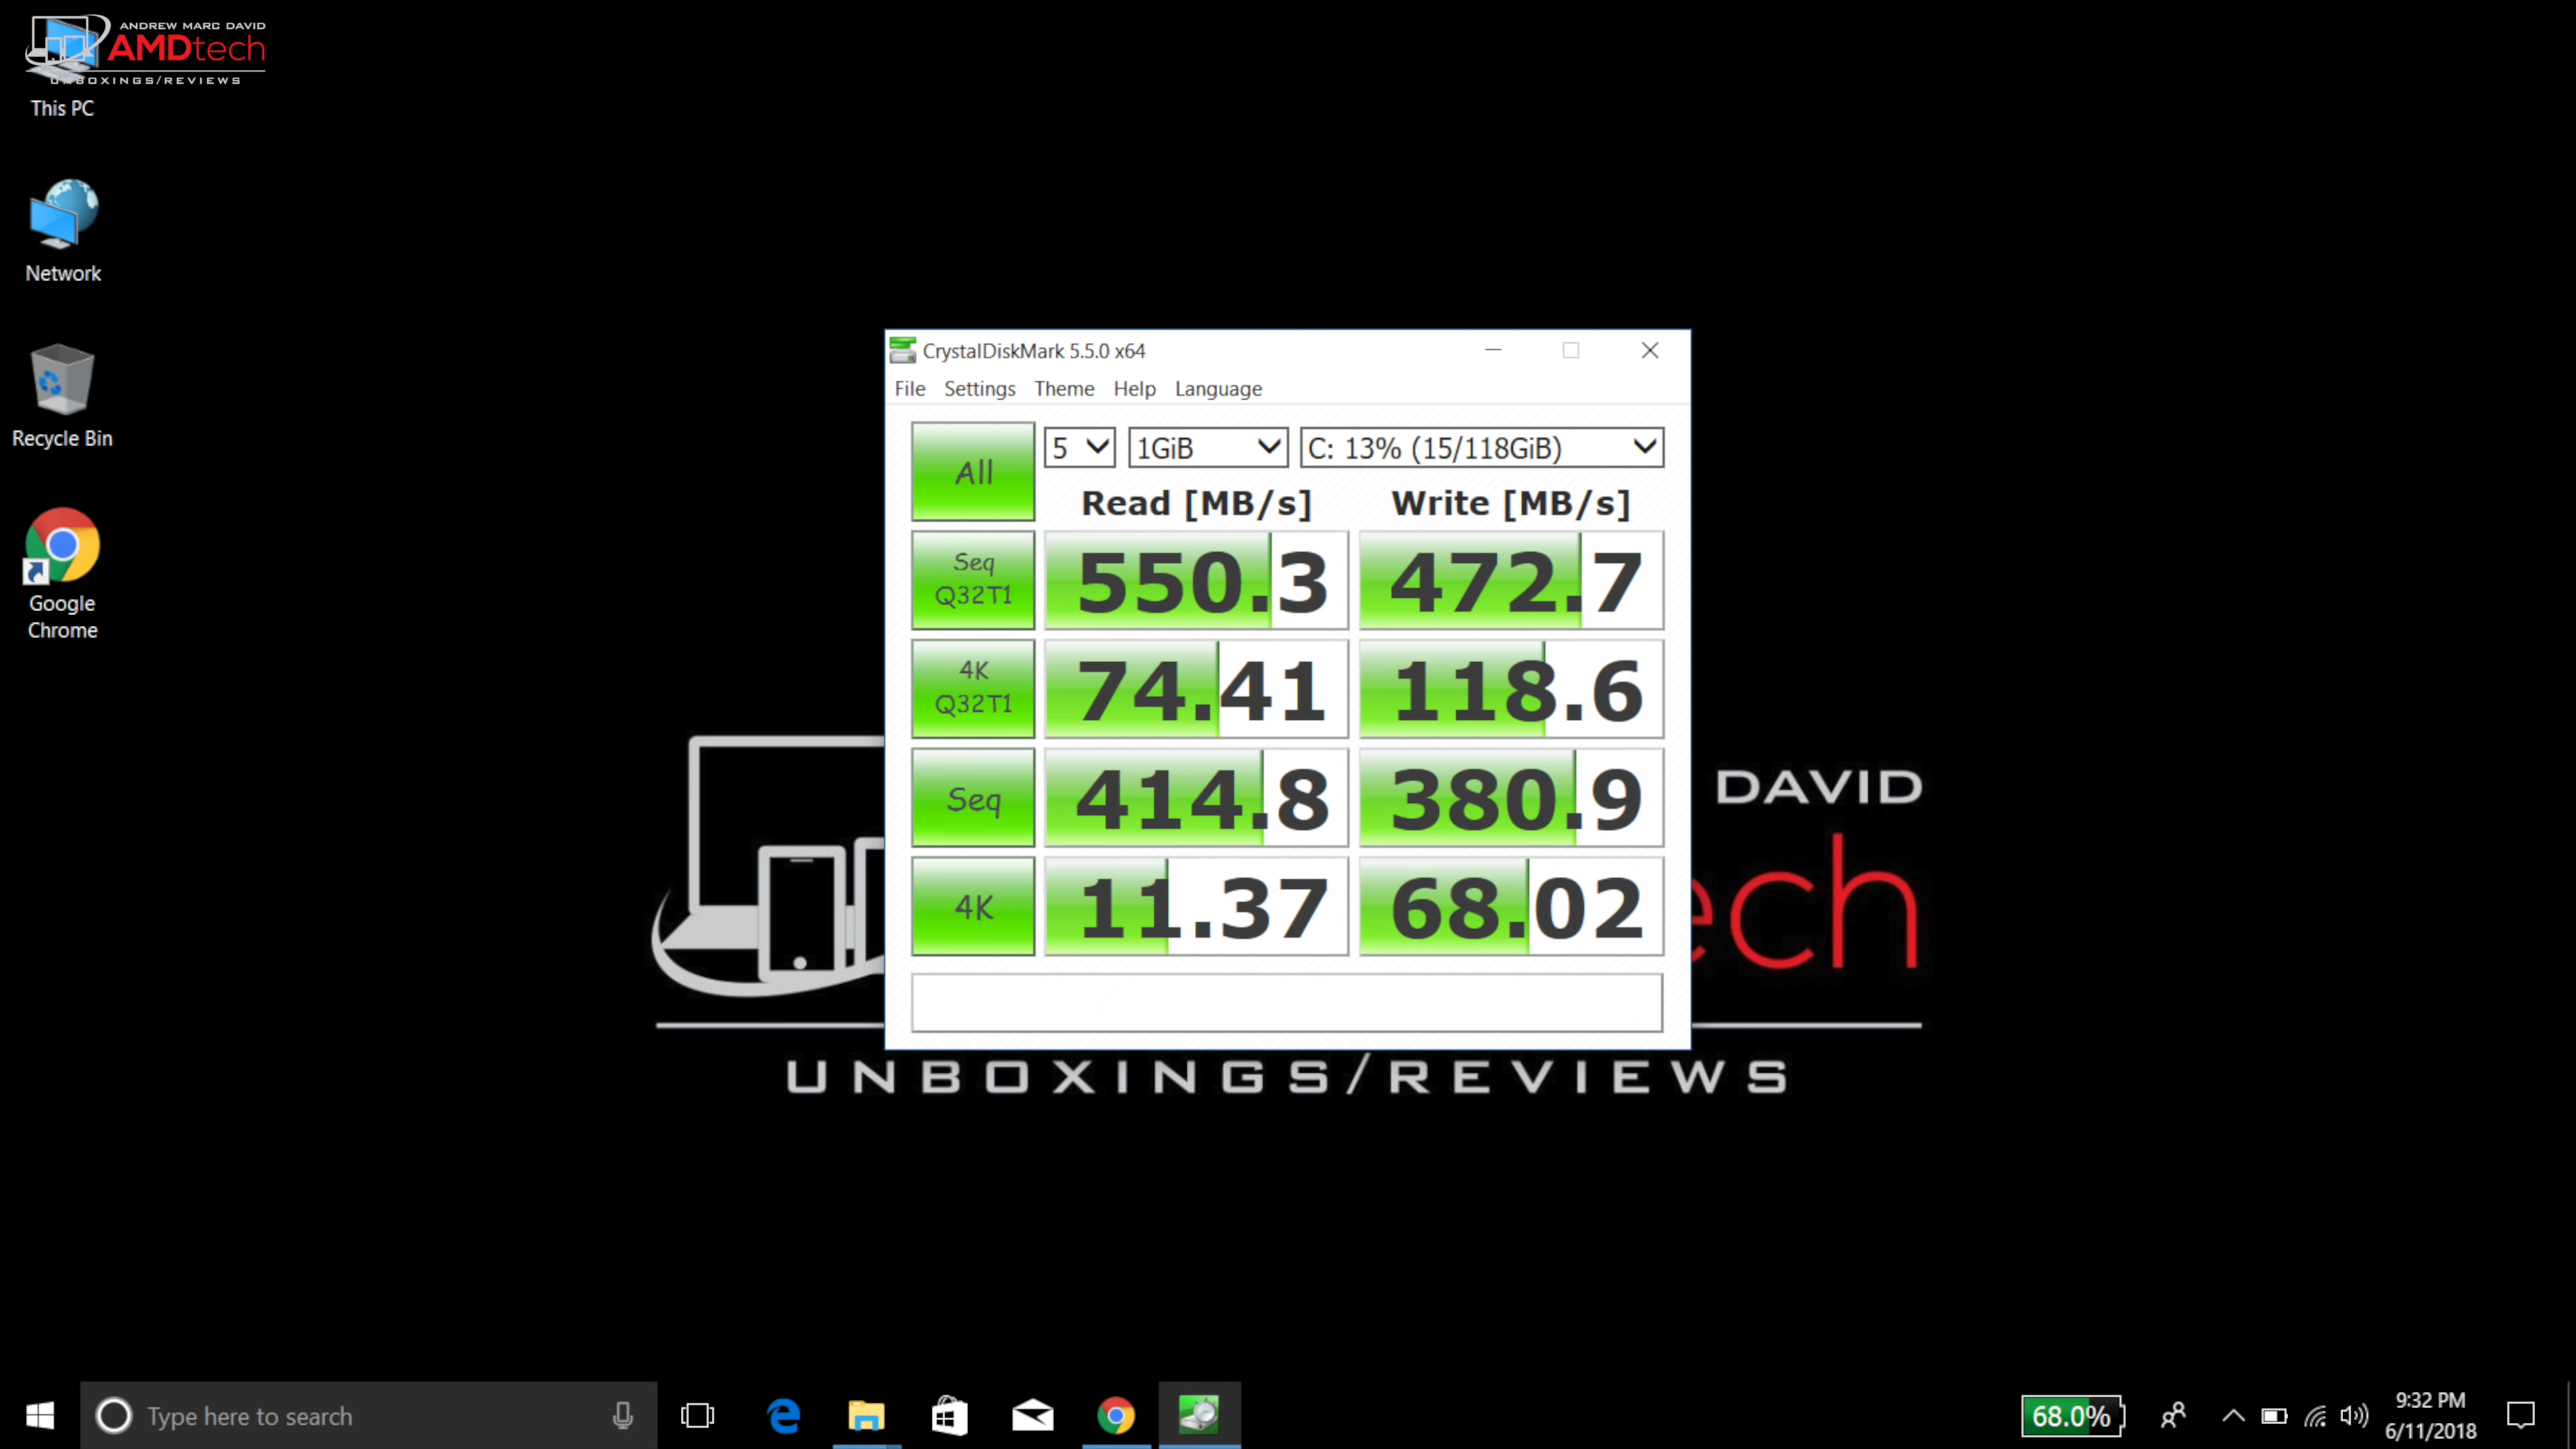 ANDREW MARC DAVID
AMDtech
UNBOXINGS/REVIEWS
This PC
Network
Recycle Bin
Google
Chrome
CrystalDiskMark 5.5.0 x64
File Settings Theme Help Language
All 5 1GiB C: 13% (15/118GiB)
Read [MB/s] Write [MB/s]
Seq
Q32T1 550.3 472.7
4K
Q32T1 74.41 118.6
Seq 414.8 380.9
4K 11.37 68.02
DAVID
ech
UNBOXINGS/REVIEWS
Type here to search
68.0%
9:32 PM
6/11/2018